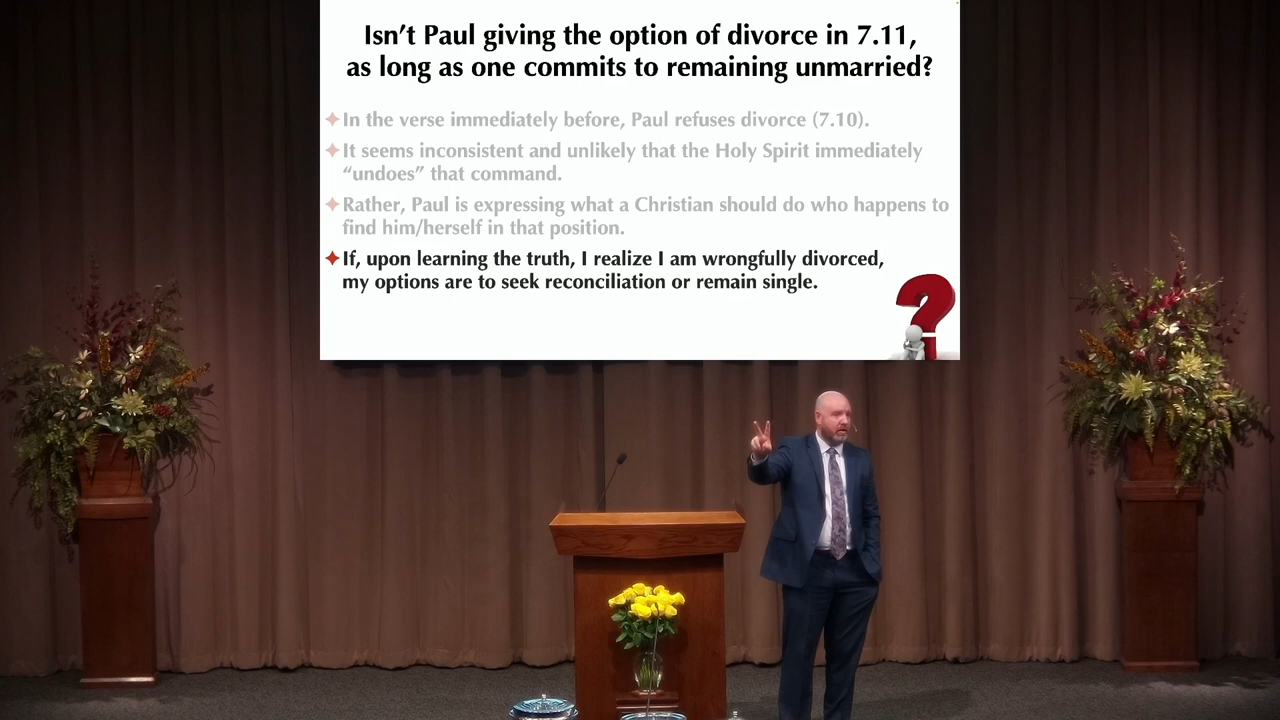 Isn’t Paul giving the option of divorce in 7.11,
as long as one commits to remaining unmarried?
In the verse immediately before, Paul refuses divorce (7.10).
It seems inconsistent and unlikely that the Holy Spirit immediately
“undoes” that command.
Rather, Paul is expressing what a Christian should do who happens to
find him/herself in that position.
If, upon learning the truth, I realize I am wrongfully divorced,
my options are to seek reconciliation or remain single.